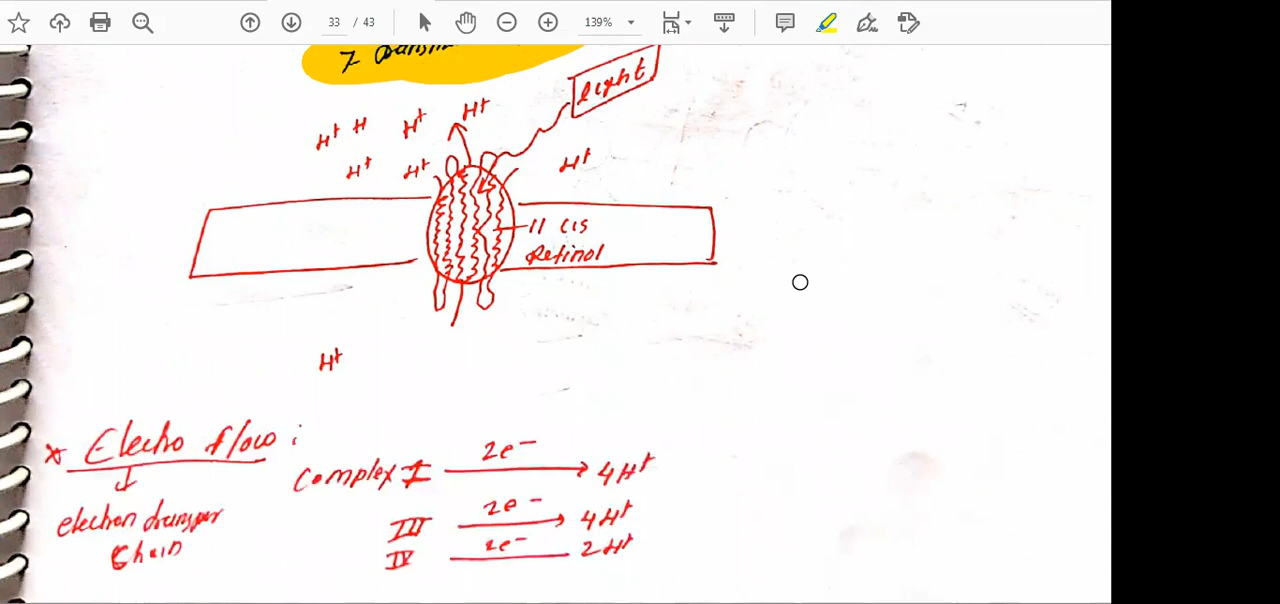 33 / 43
139%
7
light
H+
H+ H H+
H+ H+ H+
11 Cis
Retinol
H+
* Electro flow :
2e-
Complex I 4H+
electron transper
Chain
2e-
III 4H+
2e-
IV 2H+